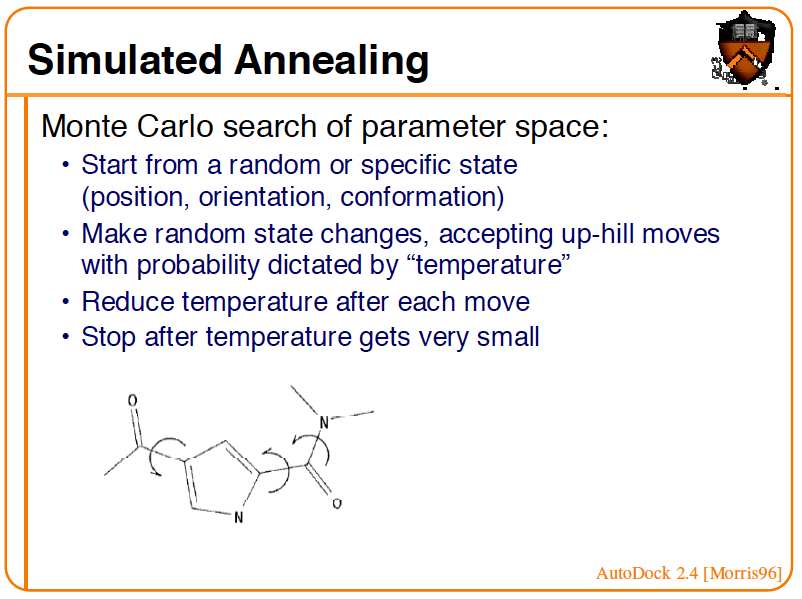 Simulated Annealing
Monte Carlo search of parameter space:
• Start from a random or specific state
(position, orientation, conformation)
• Make random state changes, accepting up-hill moves
with probability dictated by “temperature”
• Reduce temperature after each move
• Stop after temperature gets very small
O
N
O
N
AutoDock 2.4 [Morris96]